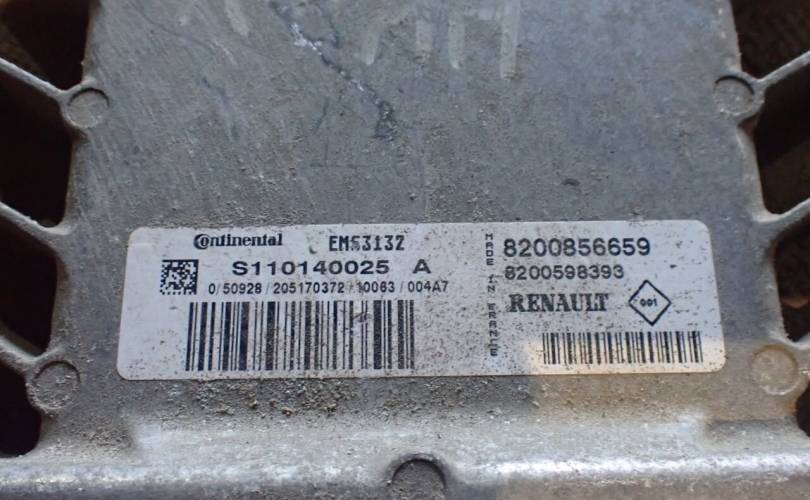 Continental EMS3132
S110140025 A
0/50928/205170372/10063/004A7
MADE IN FRANCE
8200856659
8200598393
RENAULT 001